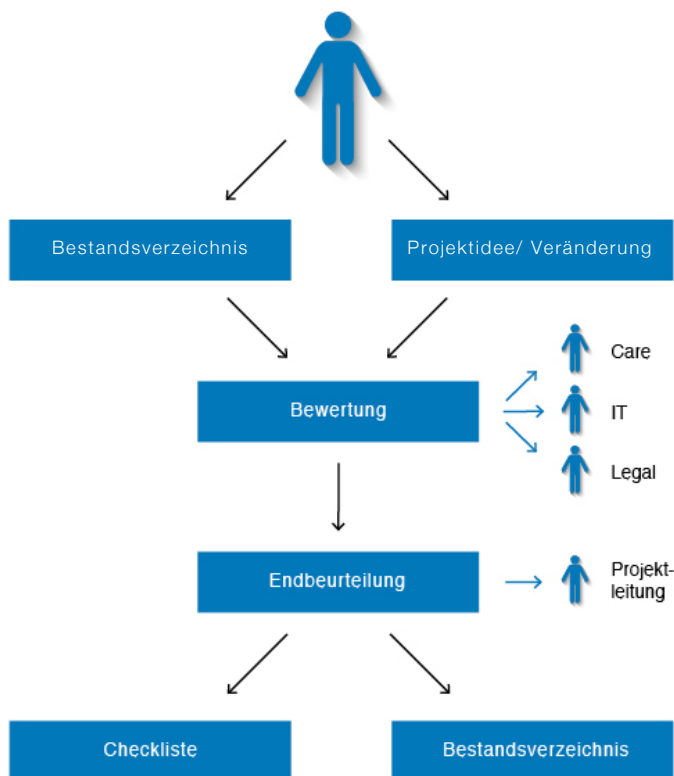 Bestandsverzeichnis
Projektidee/ Veränderung
Bewertung
Care
IT
Legal
Endbeurteilung
Projekt-
leitung
Checkliste
Bestandsverzeichnis